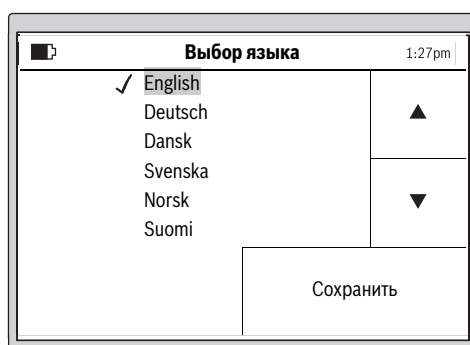 Выбор языка 1:27pm
English
Deutsch
Dansk
Svenska
Norsk
Suomi
Сохранить